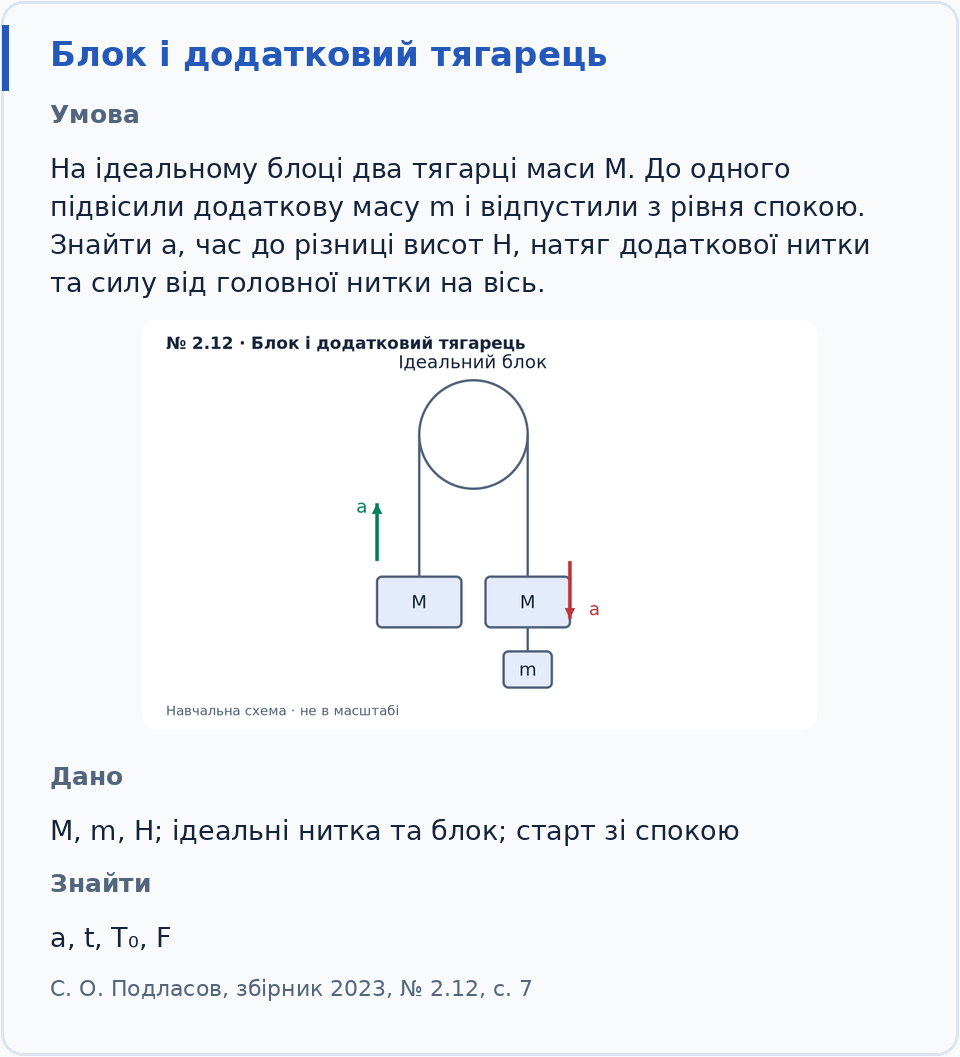 Блок і додатковий тягарець
Умова
На ідеальному блоці два тягарці маси M. До одного
підвісили додаткову масу m і відпустили з рівня спокою.
Знайти a, час до різниці висот H, натяг додаткової нитки
та силу від головної нитки на вісь.
№ 2.12 · Блок і додатковий тягарець
Ідеальний блок
a
M
M
a
m
Навчальна схема · не в масштабі
Дано
M, m, H; ідеальні нитка та блок; старт зі спокою
Знайти
a, t, T₀, F
С. О. Подласов, збірник 2023, № 2.12, с. 7